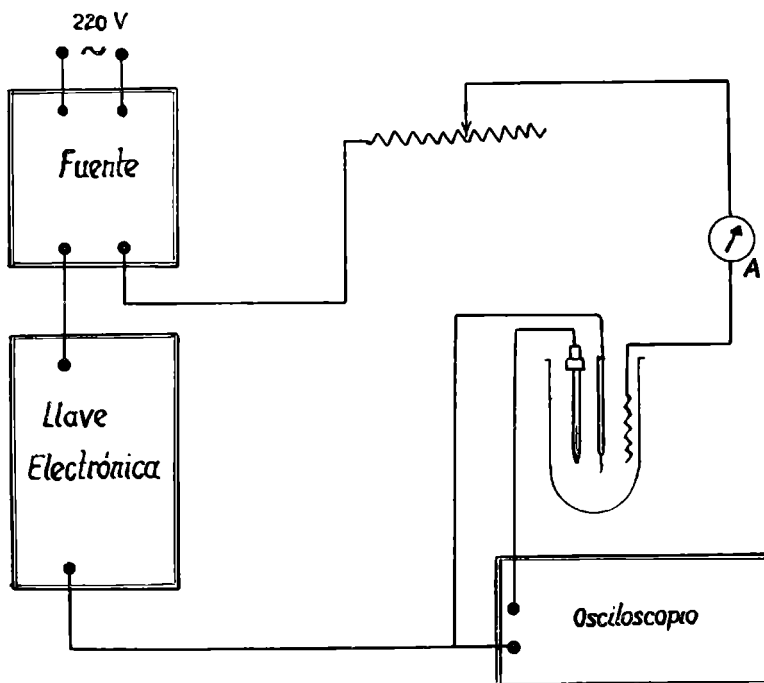 220 V
~
Fuente
A
Llave
Electrónica
Osciloscopio